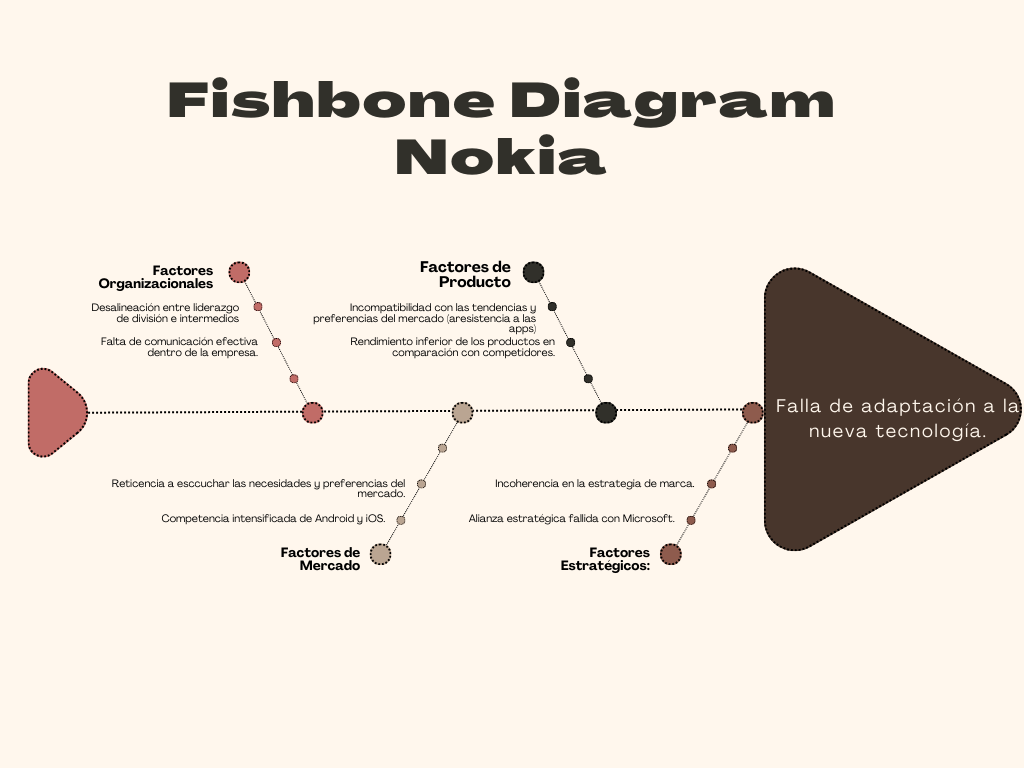 Fishbone Diagram
Nokia
Factores
Organizacionales
Desalineación entre liderazgo
de división e intermedios
Falta de comunicación efectiva
dentro de la empresa.
Factores de
Producto
Incompatibilidad con las tendencias y
preferencias del mercado (aresistencia a las
apps)
Rendimiento inferior de los productos en
comparación con competidores.
Falla de adaptación a la
nueva tecnología.
Reticencia a esccuchar las necesidades y preferencias del
mercado.
Competencia intensificada de Android y iOS.
Factores de
Mercado
Incoherencia en la estrategia de marca.
Alianza estratégica fallida con Microsoft.
Factores
Estratégicos: